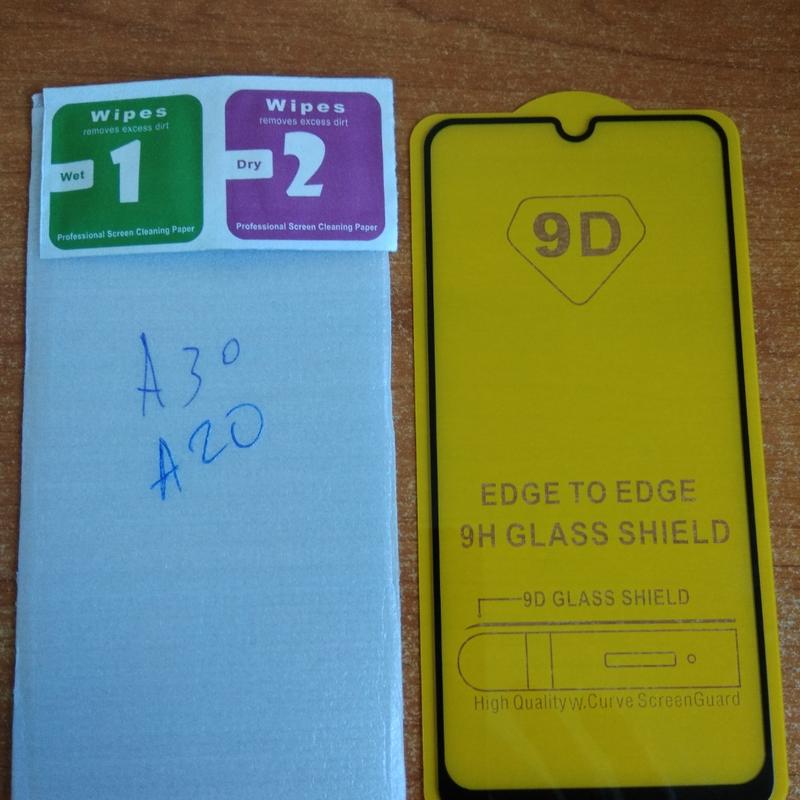 Wipes
removes excess dirt
Wet
1
Professional Screen Cleaning Paper
Wipes
removes excess dirt
Dry
2
Professional Screen Cleaning Paper
A30
A20
9D
EDGE TO EDGE
9H GLASS SHIELD
9D GLASS SHIELD
High Quality w.Curve ScreenGuard